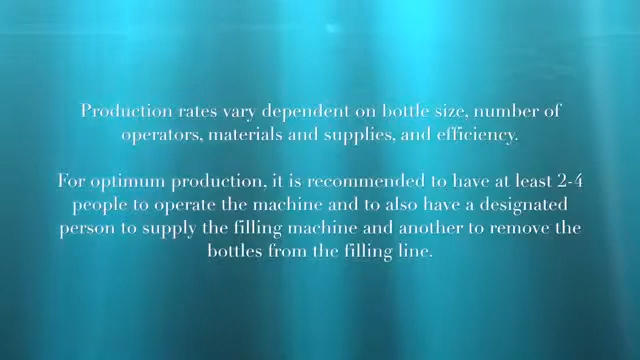 Production rates vary dependent on bottle size, number of
operators, materials and supplies, and efficiency.
For optimum production, it is recommended to have at least 2-4
people to operate the machine and to also have a designated
person to supply the filling machine and another to remove the
bottles from the filling line.